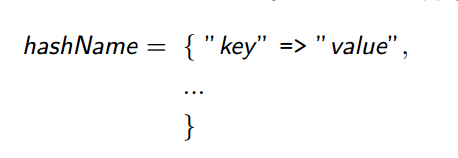 hashName = { "key" => "value",
...
}